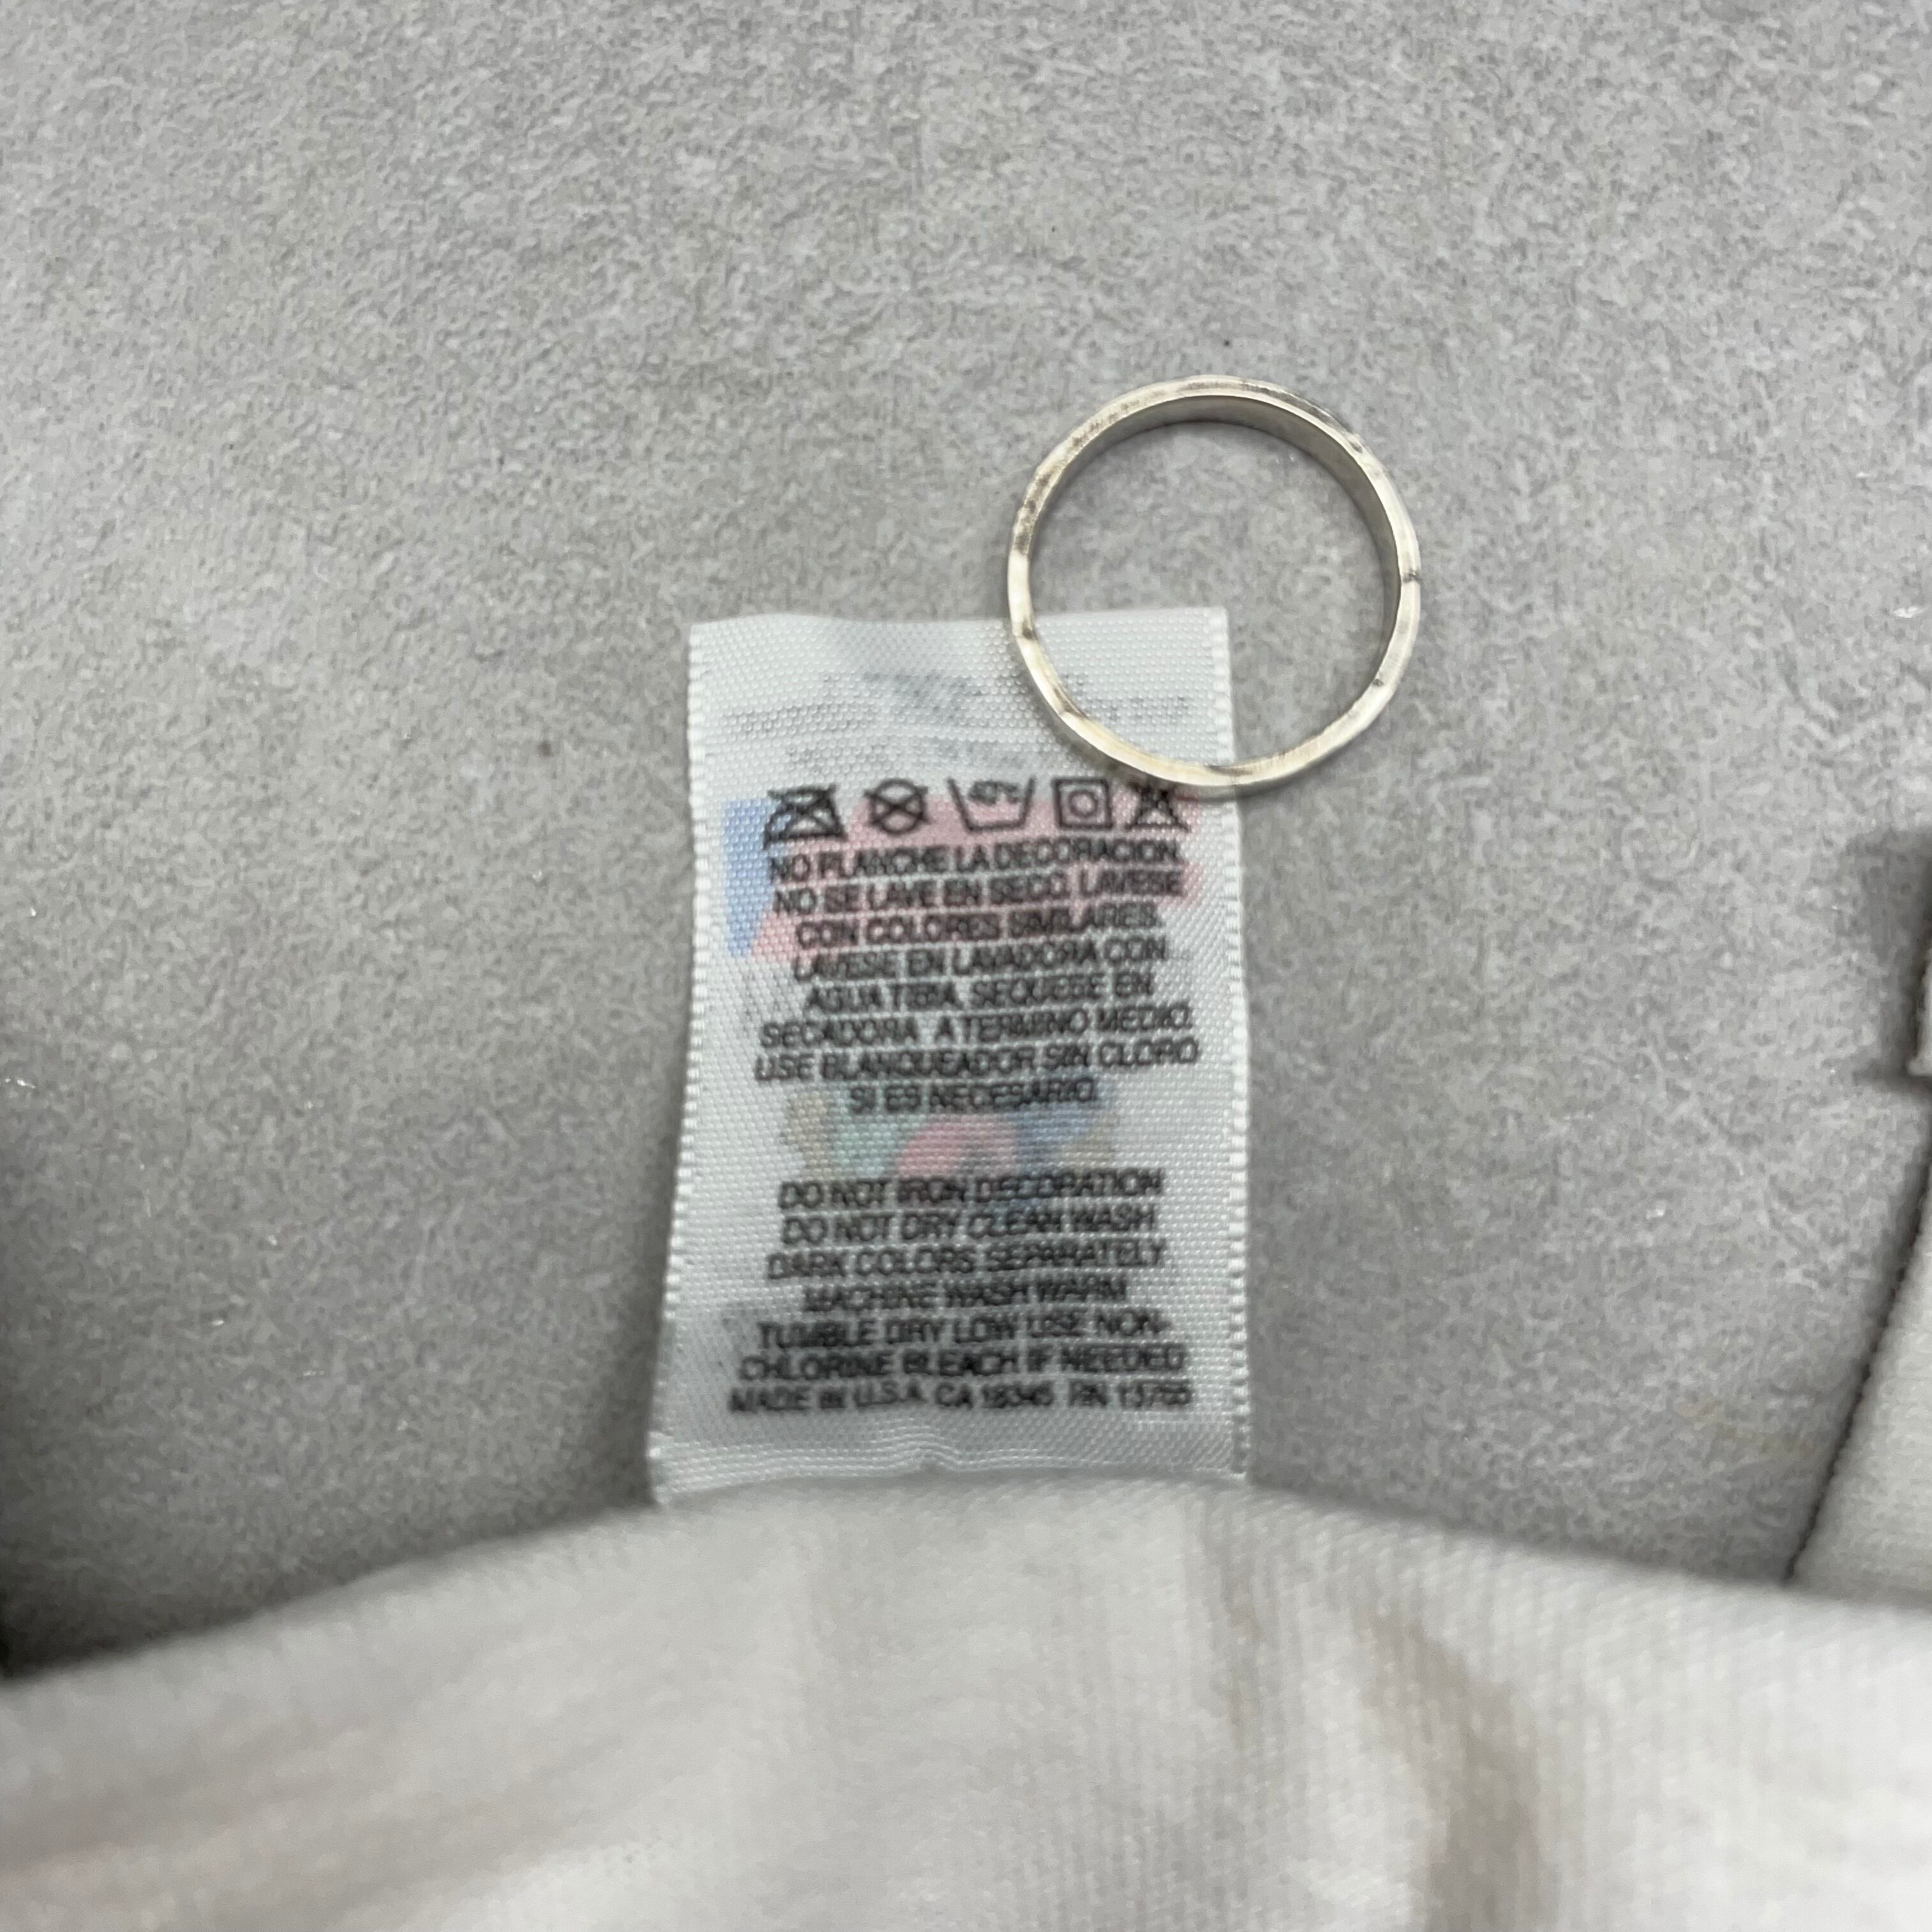 40°c
NO PLANCHE LA DECORACION.
NO SE LAVE EN SECO. LAVESE
CON COLORES SIMILARES.
LAVESE EN LAVADORA CON
AGUA TIBIA. SEQUESE EN
SECADORA A TERMINO MEDIO.
USE BLANQUEADOR SIN CLORO
SI ES NECESARIO.
DO NOT IRON DECORATION
DO NOT DRY CLEAN WASH
DARK COLORS SEPARATELY
MACHINE WASH WARM
TUMBLE DRY LOW USE NON-
CHLORINE BLEACH IF NEEDED
MADE IN U.S.A. CA 18345 RN 13765